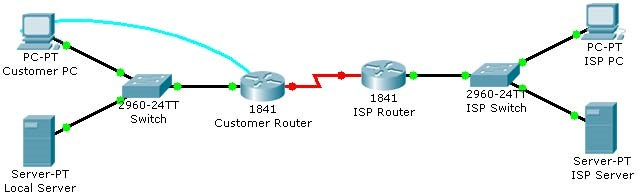 PC-PT
Customer PC
2960-24TT
Switch
Server-PT
Local Server
1841
Customer Router
1841
ISP Router
2960-24TT
ISP Switch
PC-PT
ISP PC
Server-PT
ISP Server